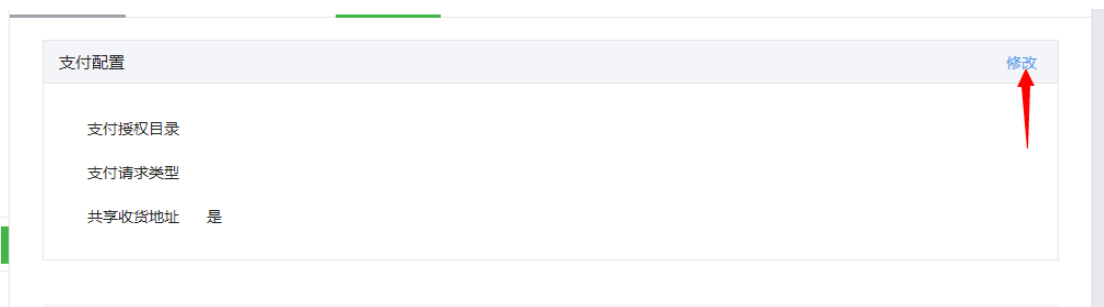 支付配置 修改
支付授权目录
支付请求类型
共享收货地址 是